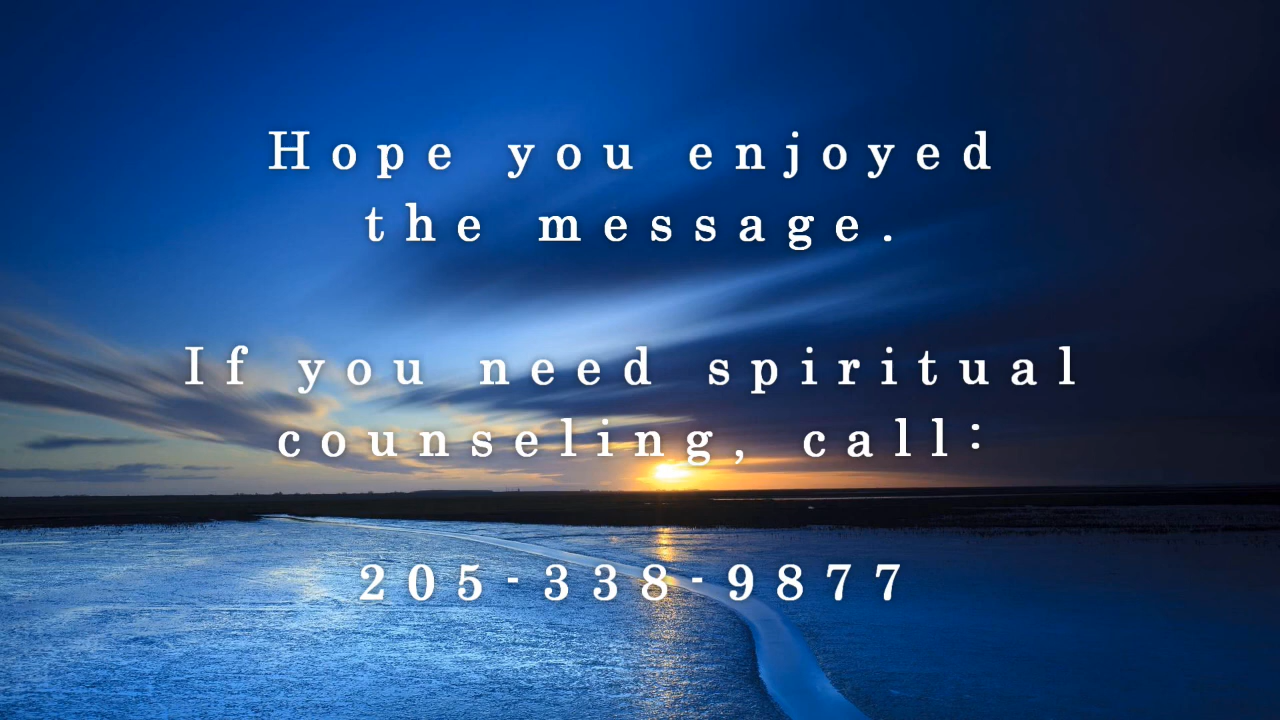 Hope you enjoyed
the message.
If you need spiritual
counseling, call:
205-338-9877